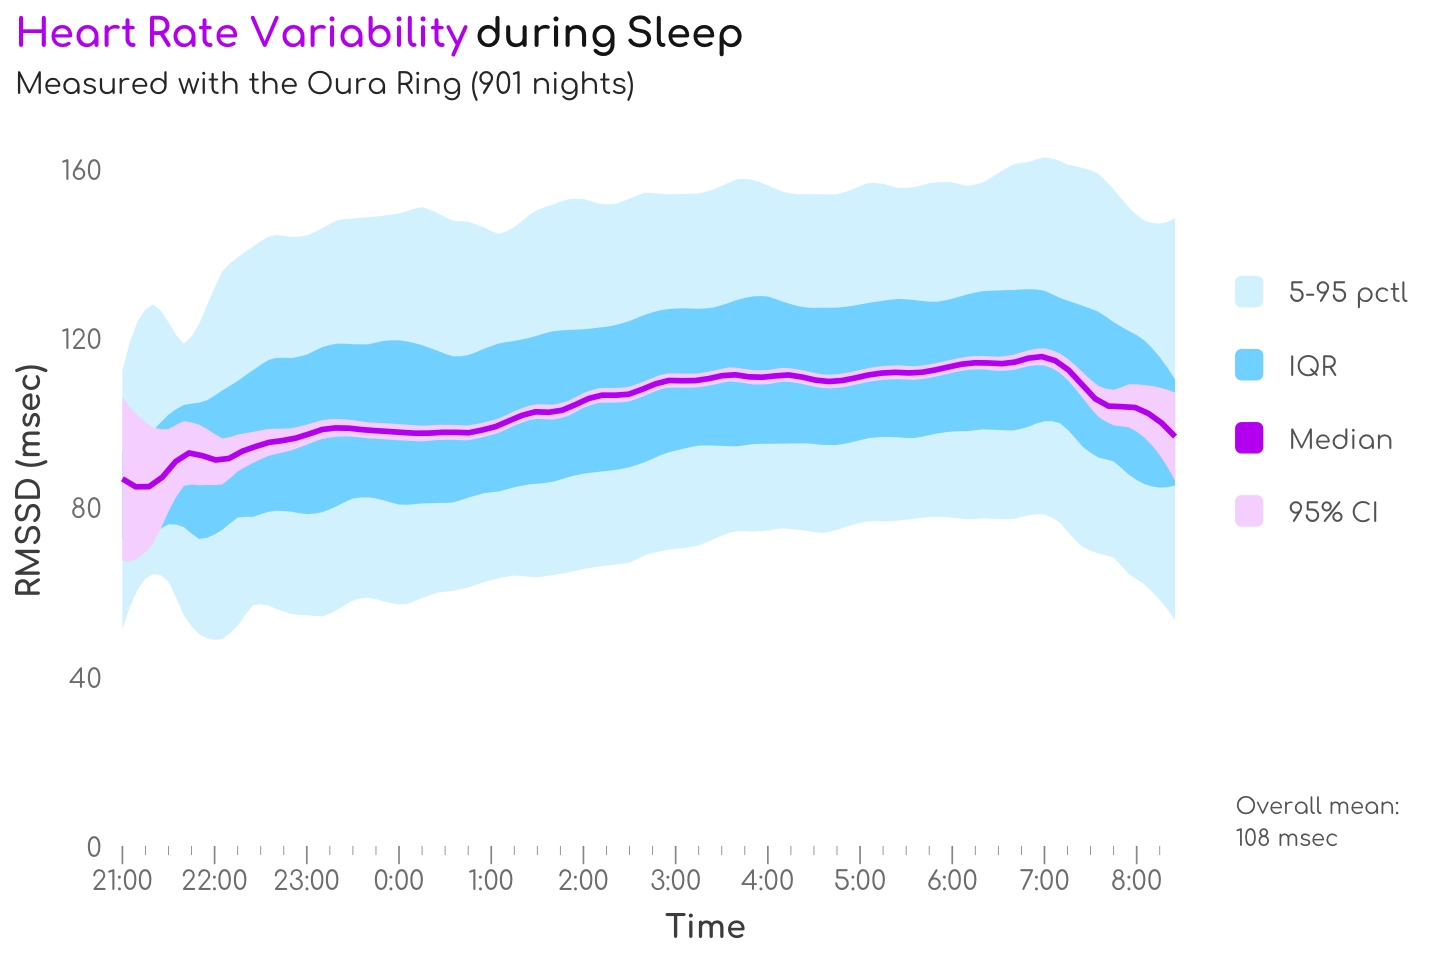 Heart Rate Variability during Sleep
Measured with the Oura Ring (901 nights)
160
120
80
40
0
RMSSD (msec)
21:00 22:00 23:00 0:00 1:00 2:00 3:00 4:00 5:00 6:00 7:00 8:00
Time
5-95 pctl
IQR
Median
95% CI
Overall mean:
108 msec